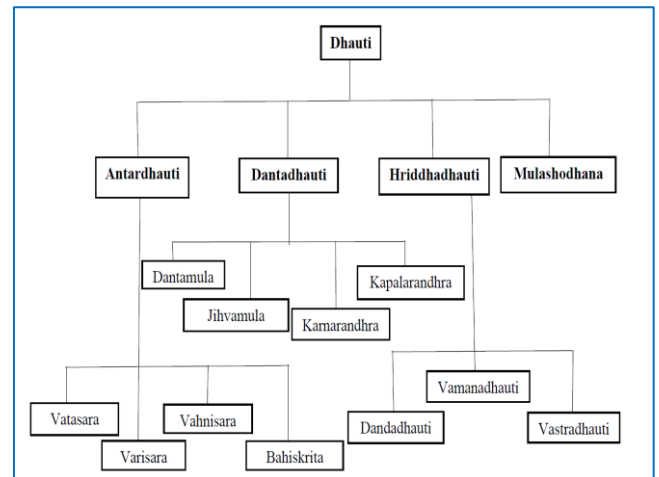 Dhauti
Antardhauti
Dantadhauti
Hriddhadhauti
Mulashodhana
Dantamula
Jihvamula
Karnarandhra
Kapalarandhra
Vatasara
Varisara
Vahnisara
Bahiskrita
Dandadhauti
Vamanadhauti
Vastradhauti